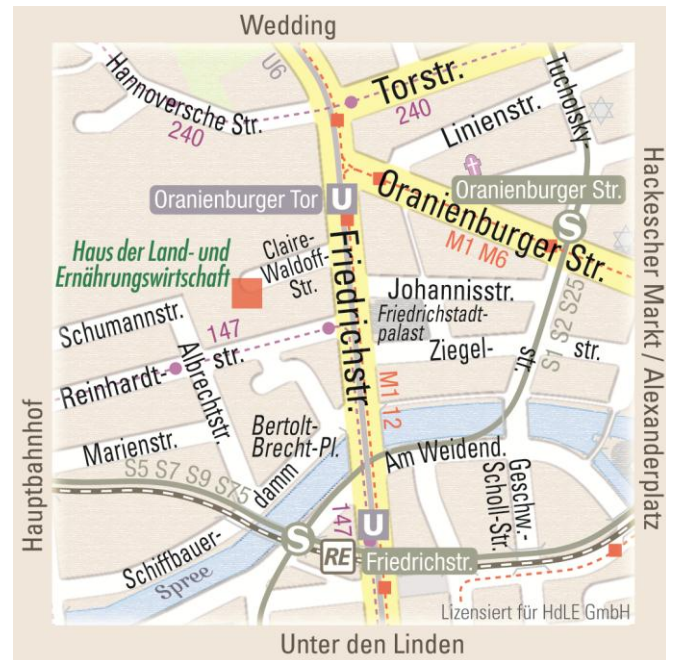 Wedding
U6
Hannoversche Str.
240
Torstr.
240
Tucholsky-
Linienstr.
Oranienburger Tor
U
Oranienburger Str.
Oranienburger Str.
S
M1 M6
Haus der Land- und
Ernährungswirtschaft
Claire-
Waldoff-
Str.
Friedrichstr.
Johannisstr.
Friedrichstadt-
palast
Ziegel-
str.
str.
S1 S2 S25
Schumannstr.
147
Reinhardt-
str.
Albrechtstr.
M1 12
Marienstr.
Bertolt-
Brecht-Pl.
Am Weidend.
Geschw.-
Scholl-Str.
S5 S7 S9 S75
Schiffbauer-
damm
Spree
147
U
S
RE
Friedrichstr.
Lizensiert für HdLE GmbH
Hauptbahnhof
Hackescher Markt / Alexanderplatz
Unter den Linden